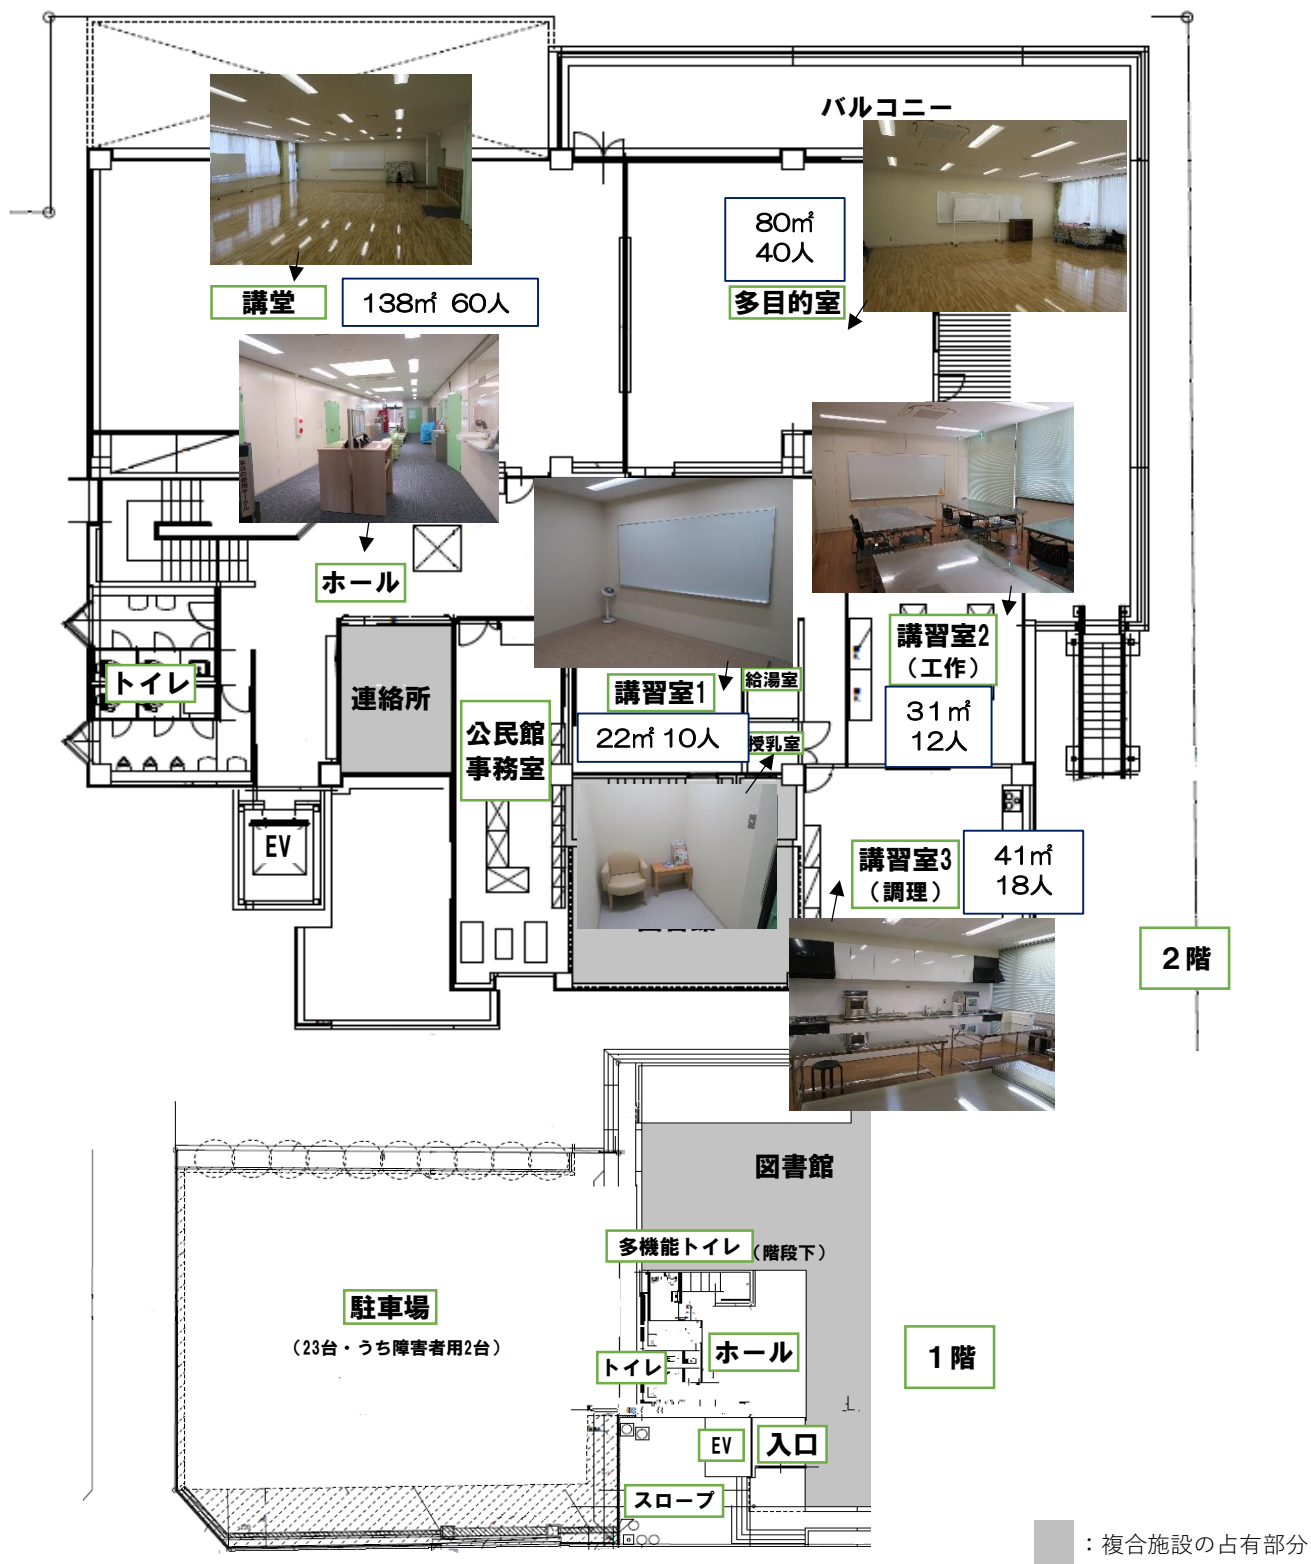 バルコニー
80㎡
40人
多目的室
講堂
138㎡ 60人
ホール
講習室2
（工作）
31㎡
12人
トイレ
連絡所
公民館
事務室
講習室1
22㎡ 10人
給湯室
授乳室
EV
講習室3
（調理）
41㎡
18人
2階
図書館
多機能トイレ
（階段下）
駐車場
（23台・うち障害者用2台）
トイレ
ホール
1階
EV
入口
スロープ
：複合施設の占有部分